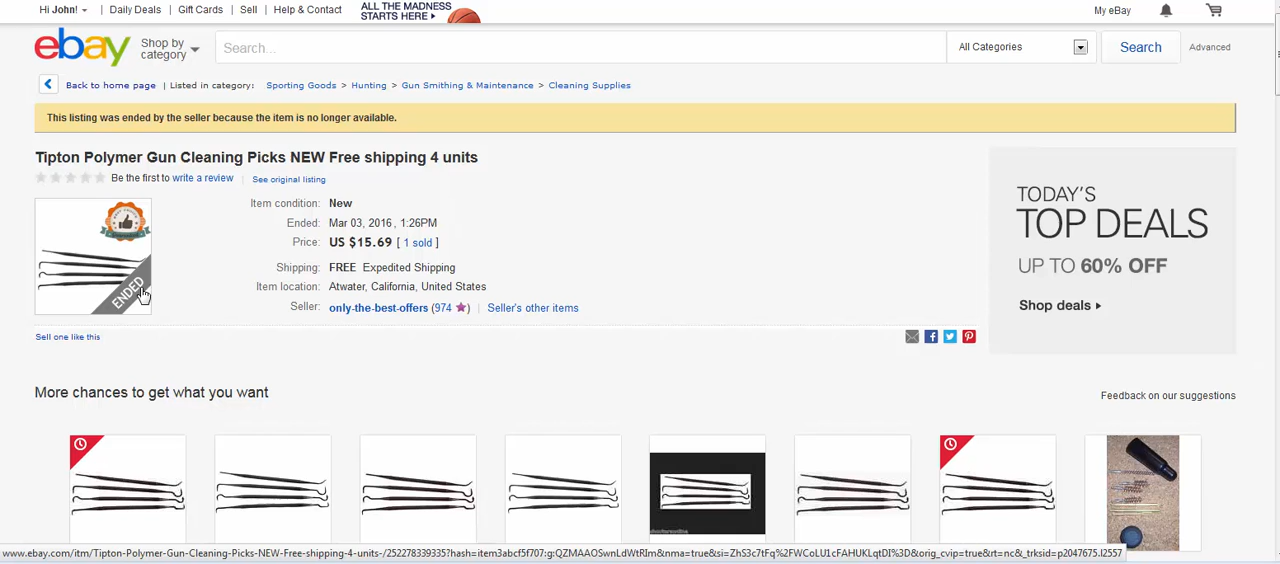 Hi John!
Daily Deals
Gift Cards
Sell
Help & Contact
ALL THE MADNESS
STARTS HERE
My eBay
ebay
Shop by
category
Search...
All Categories
Search
Advanced
Back to home page | Listed in category: Sporting Goods > Hunting > Gun Smithing & Maintenance > Cleaning Supplies
This listing was ended by the seller because the item is no longer available.
Tipton Polymer Gun Cleaning Picks NEW Free shipping 4 units
Be the first to write a review | See original listing
ENDED
Item condition: New
Ended: Mar 03, 2016 , 1:26PM
Price: US $15.69 [ 1 sold ]
Shipping: FREE Expedited Shipping
Item location: Atwater, California, United States
Seller: only-the-best-offers (974 ) | Seller's other items
Sell one like this
TODAY'S
TOP DEALS
UP TO 60% OFF
Shop deals
More chances to get what you want
Feedback on our suggestions